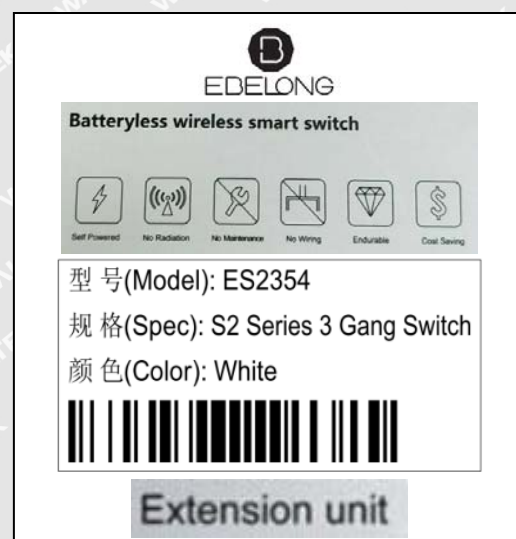 EBELONG
Batteryless wireless smart switch
Self Powered No Radiation No Maintenance No Wiring Endurable Cost Saving
型 号(Model): ES2354
规 格(Spec): S2 Series 3 Gang Switch
颜 色(Color): White
Extension unit